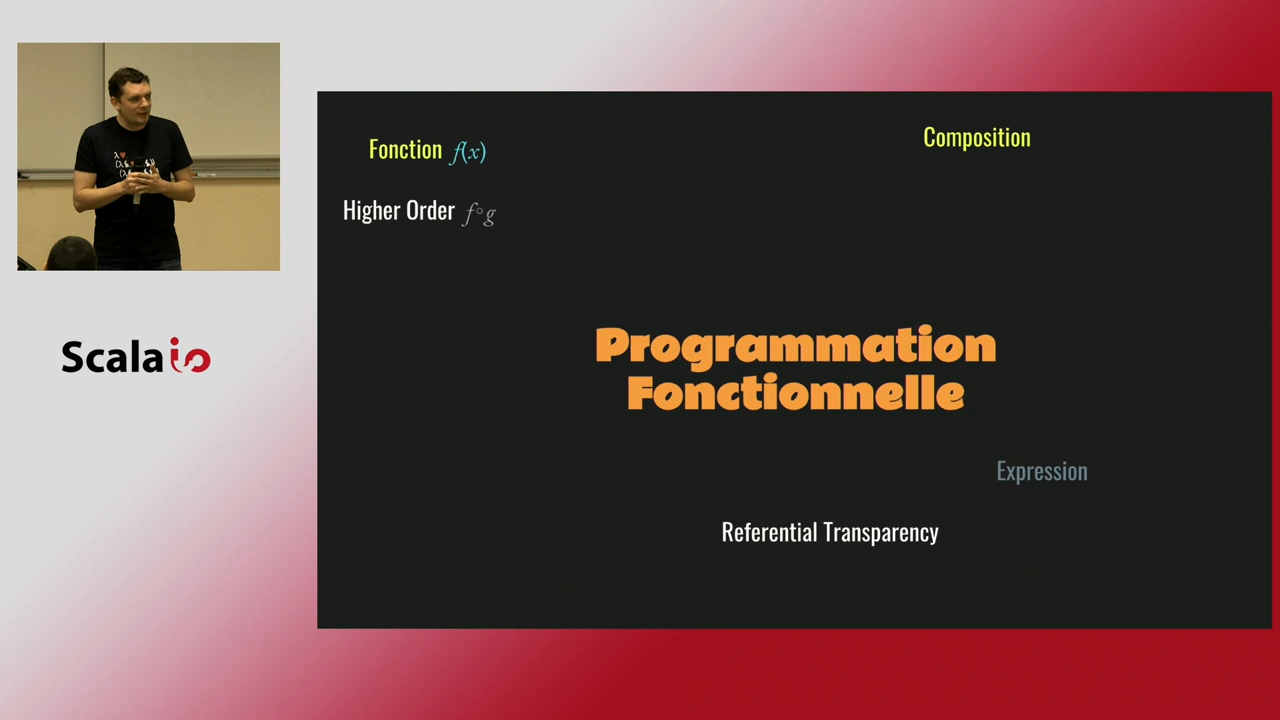 Fonction f(x)
Composition
Higher Order f∘g
Programmation
Fonctionnelle
Expression
Referential Transparency
Scala io